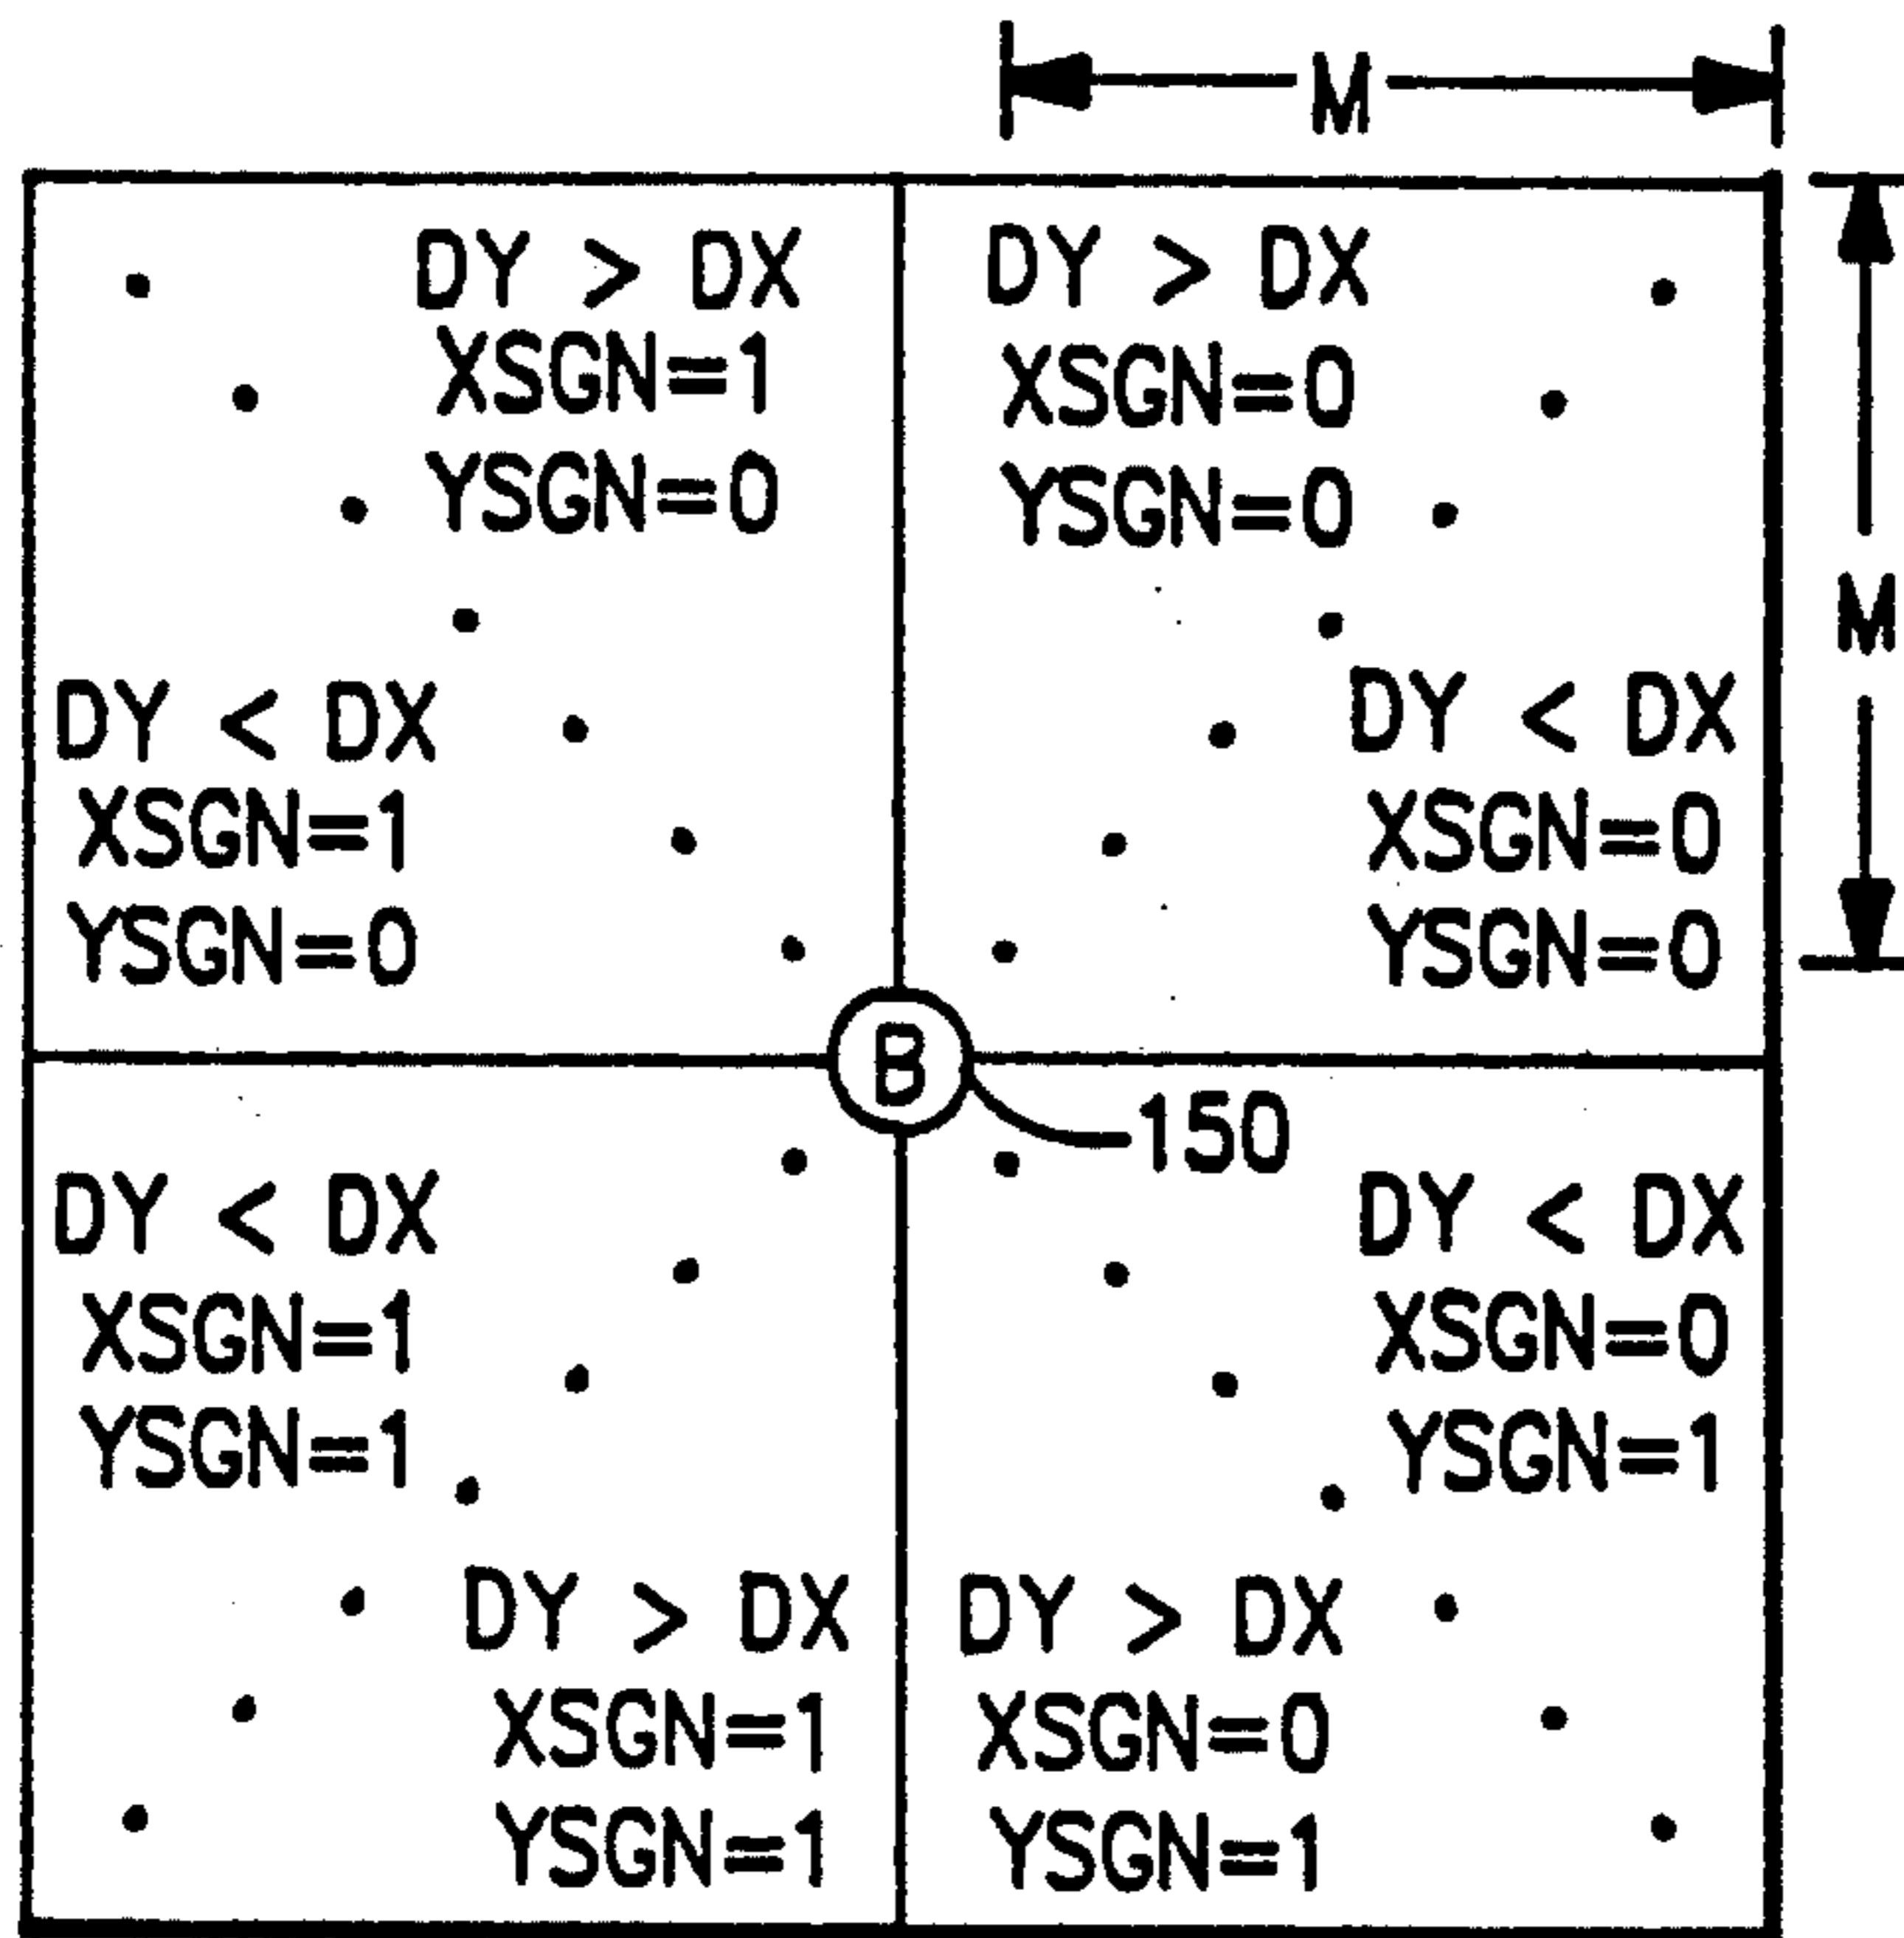 M
DY > DX
XSGN=1
YSGN=0
DY > DX
XSGN=0
YSGN=0
M
DY < DX
XSGN=1
YSGN=0
DY < DX
XSGN=0
YSGN=0
B
150
DY < DX
XSGN=1
YSGN=1
DY < DX
XSGN=0
YSGN=1
DY > DX
XSGN=1
YSGN=1
DY > DX
XSGN=0
YSGN=1